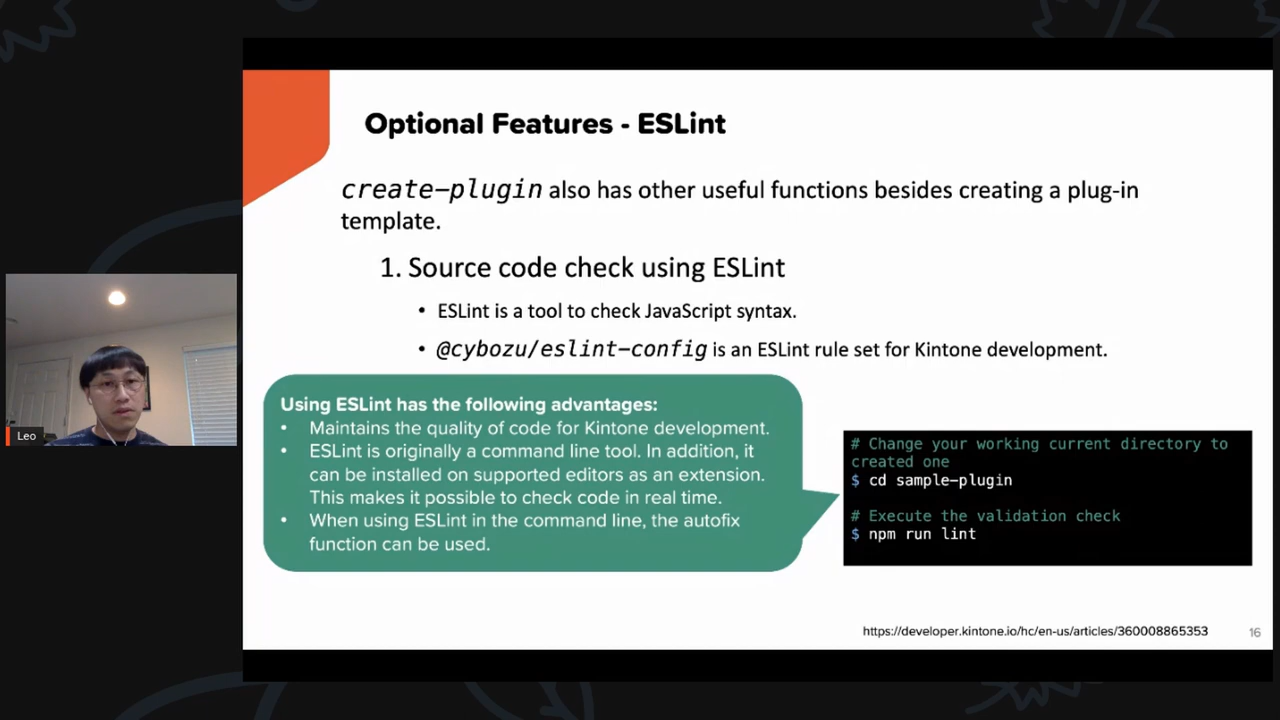 Optional Features - ESLint
create-plugin also has other useful functions besides creating a plug-in
template.
1. Source code check using ESLint
• ESLint is a tool to check JavaScript syntax.
• @cybozu/eslint-config is an ESLint rule set for Kintone development.
Using ESLint has the following advantages:
• Maintains the quality of code for Kintone development.
• ESLint is originally a command line tool. In addition, it
can be installed on supported editors as an extension.
This makes it possible to check code in real time.
• When using ESLint in the command line, the autofix
function can be used.
# Change your working current directory to
created one
$ cd sample-plugin
# Execute the validation check
$ npm run lint
Leo
https://developer.kintone.io/hc/en-us/articles/360008865353
16